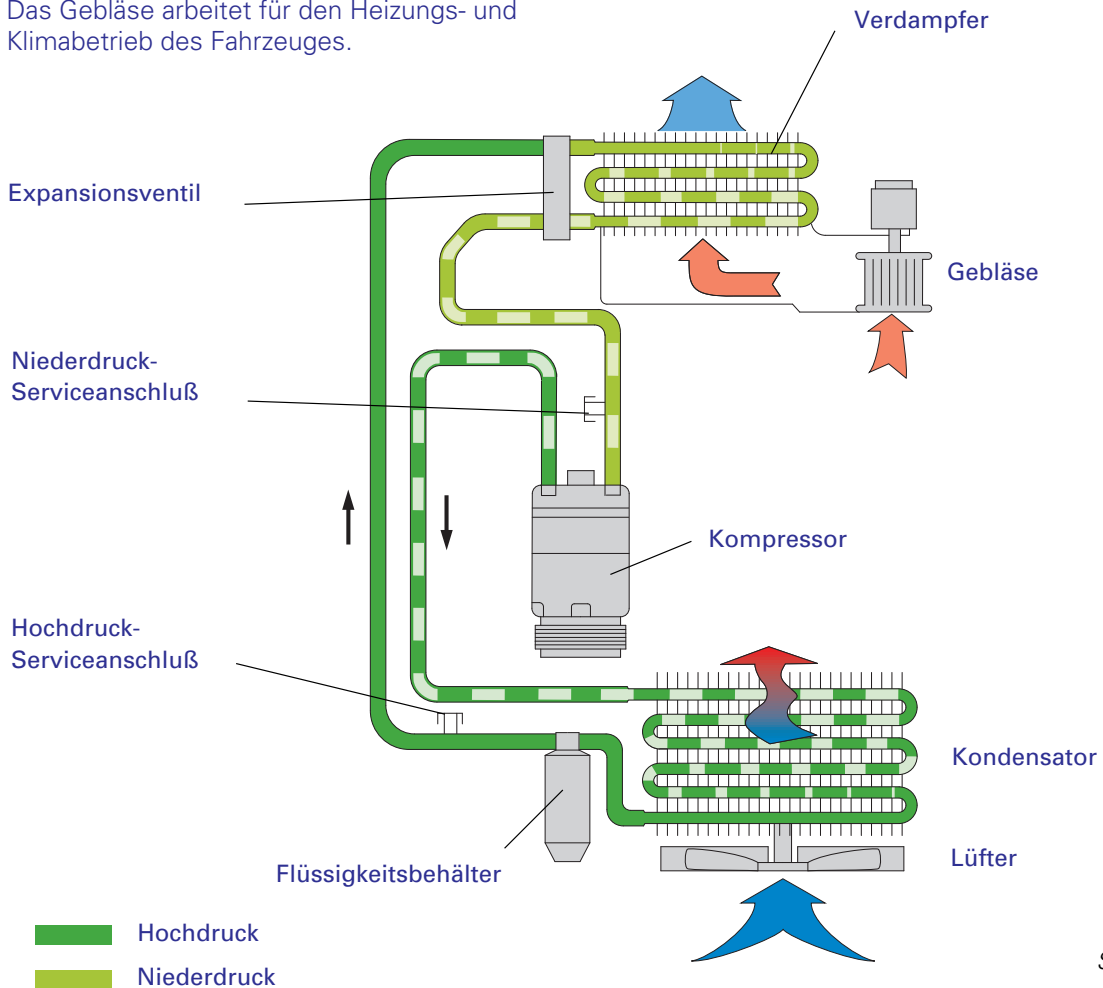 Das Gebläse arbeitet für den Heizungs- und
Klimabetrieb des Fahrzeuges.
Verdampfer
Expansionsventil
Gebläse
Niederdruck-
Serviceanschluß
Kompressor
Hochdruck-
Serviceanschluß
Kondensator
Lüfter
Flüssigkeitsbehälter
Hochdruck
Niederdruck